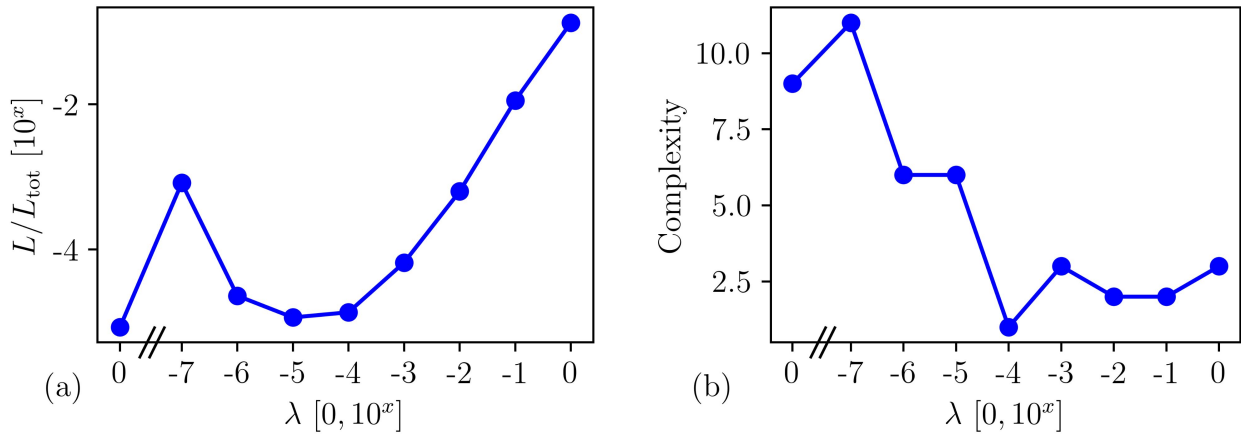 L/L_tot [10^x]
-2
-4
0 -7 -6 -5 -4 -3 -2 -1 0
λ [0, 10^x]
(a)
Complexity
10.0
7.5
5.0
2.5
0 -7 -6 -5 -4 -3 -2 -1 0
λ [0, 10^x]
(b)